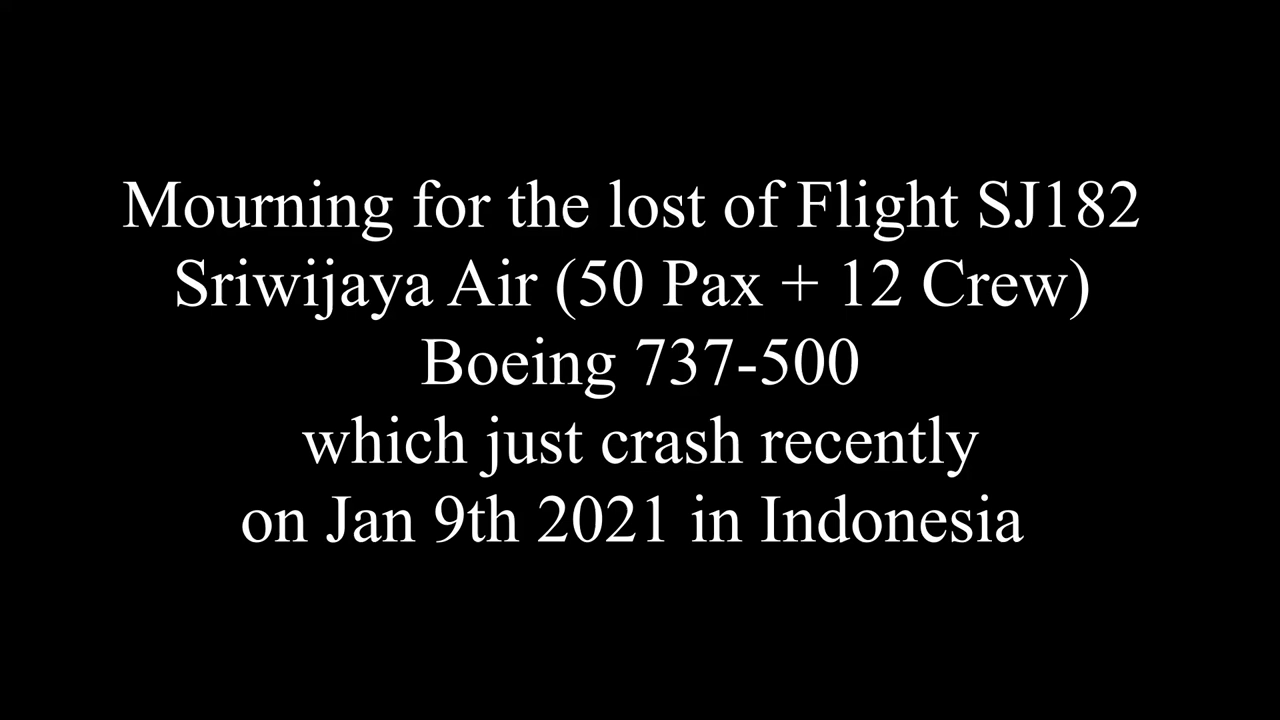 Mourning for the lost of Flight SJ182
Sriwijaya Air (50 Pax + 12 Crew)
Boeing 737-500
which just crash recently
on Jan 9th 2021 in Indonesia